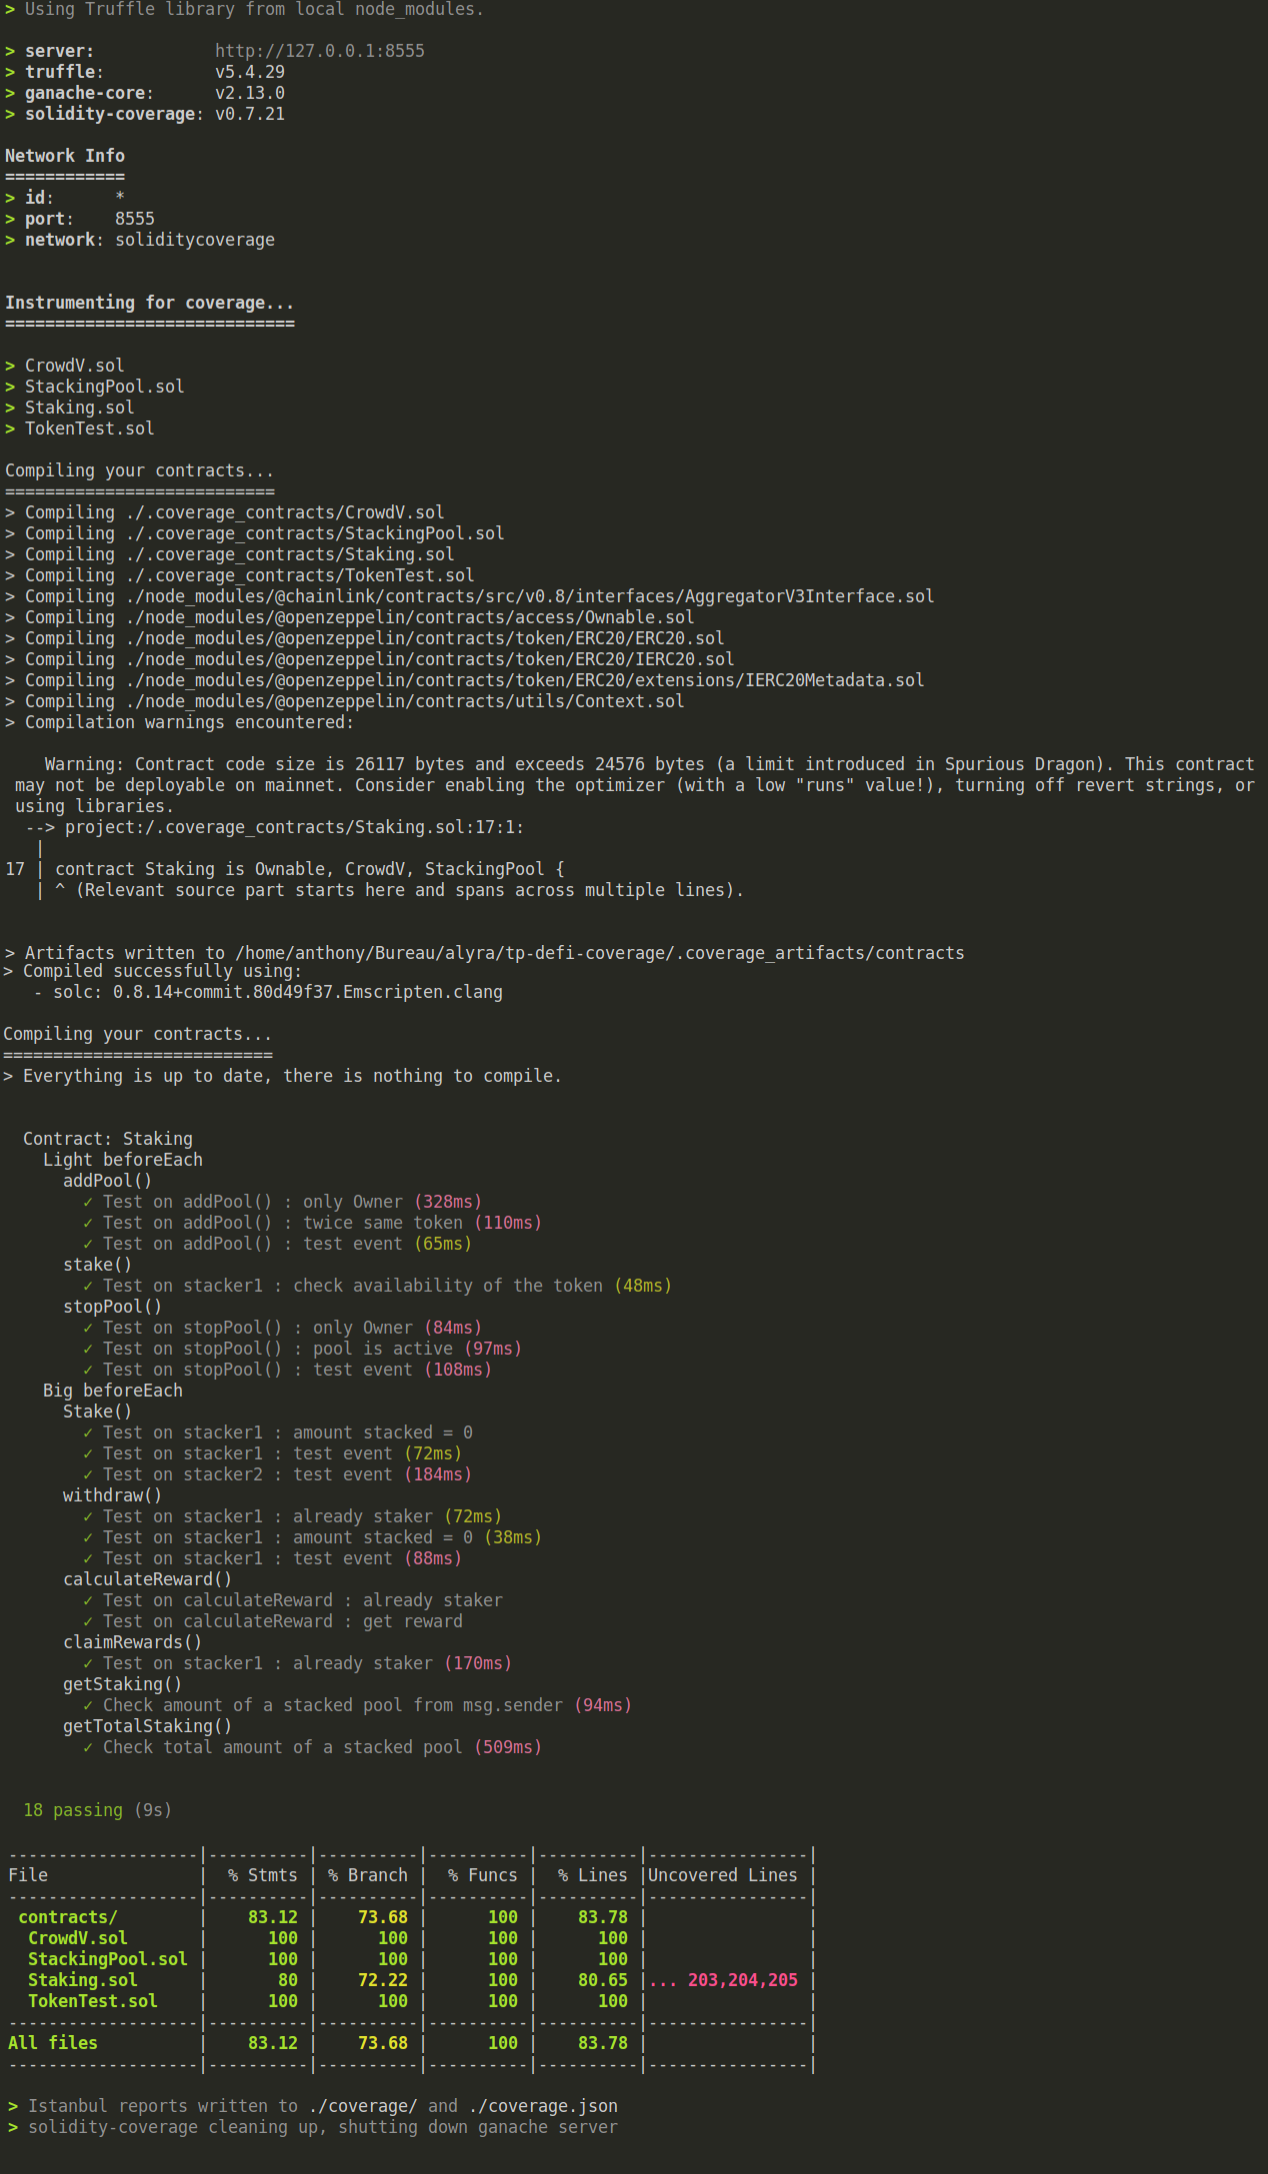 > Using Truffle library from local node_modules.
> server:            http://127.0.0.1:8555
> truffle:           v5.4.29
> ganache-core:      v2.13.0
> solidity-coverage: v0.7.21
Network Info
============
> id:      *
> port:    8555
> network: soliditycoverage
Instrumenting for coverage...
=============================
> CrowdV.sol
> StackingPool.sol
> Staking.sol
> TokenTest.sol
Compiling your contracts...
===========================
> Compiling ./.coverage_contracts/CrowdV.sol
> Compiling ./.coverage_contracts/StackingPool.sol
> Compiling ./.coverage_contracts/Staking.sol
> Compiling ./.coverage_contracts/TokenTest.sol
> Compiling ./node_modules/@chainlink/contracts/src/v0.8/interfaces/AggregatorV3Interface.sol
> Compiling ./node_modules/@openzeppelin/contracts/access/Ownable.sol
> Compiling ./node_modules/@openzeppelin/contracts/token/ERC20/ERC20.sol
> Compiling ./node_modules/@openzeppelin/contracts/token/ERC20/IERC20.sol
> Compiling ./node_modules/@openzeppelin/contracts/token/ERC20/extensions/IERC20Metadata.sol
> Compiling ./node_modules/@openzeppelin/contracts/utils/Context.sol
> Compilation warnings encountered:
    Warning: Contract code size is 26117 bytes and exceeds 24576 bytes (a limit introduced in Spurious Dragon). This contract
 may not be deployable on mainnet. Consider enabling the optimizer (with a low "runs" value!), turning off revert strings, or
 using libraries.
  --> project:/.coverage_contracts/Staking.sol:17:1:
   |
17 | contract Staking is Ownable, CrowdV, StackingPool {
   | ^ (Relevant source part starts here and spans across multiple lines).
> Artifacts written to /home/anthony/Bureau/alyra/tp-defi-coverage/.coverage_artifacts/contracts
> Compiled successfully using:
   - solc: 0.8.14+commit.80d49f37.Emscripten.clang
Compiling your contracts...
===========================
> Everything is up to date, there is nothing to compile.
  Contract: Staking
    Light beforeEach
      addPool()
        ✓ Test on addPool() : only Owner (328ms)
        ✓ Test on addPool() : twice same token (110ms)
        ✓ Test on addPool() : test event (65ms)
      stake()
        ✓ Test on stacker1 : check availability of the token (48ms)
      stopPool()
        ✓ Test on stopPool() : only Owner (84ms)
        ✓ Test on stopPool() : pool is active (97ms)
        ✓ Test on stopPool() : test event (108ms)
    Big beforeEach
      Stake()
        ✓ Test on stacker1 : amount stacked = 0
        ✓ Test on stacker1 : test event (72ms)
        ✓ Test on stacker2 : test event (184ms)
      withdraw()
        ✓ Test on stacker1 : already staker (72ms)
        ✓ Test on stacker1 : amount stacked = 0 (38ms)
        ✓ Test on stacker1 : test event (88ms)
      calculateReward()
        ✓ Test on calculateReward : already staker
        ✓ Test on calculateReward : get reward
      claimRewards()
        ✓ Test on stacker1 : already staker (170ms)
      getStaking()
        ✓ Check amount of a stacked pool from msg.sender (94ms)
      getTotalStaking()
        ✓ Check total amount of a stacked pool (509ms)
  18 passing (9s)
-------------------|----------|----------|----------|----------|----------------|
File               |  % Stmts | % Branch |  % Funcs |  % Lines |Uncovered Lines |
-------------------|----------|----------|----------|----------|----------------|
 contracts/        |    83.12 |    73.68 |      100 |    83.78 |                |
  CrowdV.sol       |      100 |      100 |      100 |      100 |                |
  StackingPool.sol |      100 |      100 |      100 |      100 |                |
  Staking.sol      |       80 |    72.22 |      100 |    80.65 |... 203,204,205 |
  TokenTest.sol    |      100 |      100 |      100 |      100 |                |
-------------------|----------|----------|----------|----------|----------------|
All files          |    83.12 |    73.68 |      100 |    83.78 |                |
-------------------|----------|----------|----------|----------|----------------|
> Istanbul reports written to ./coverage/ and ./coverage.json
> solidity-coverage cleaning up, shutting down ganache server